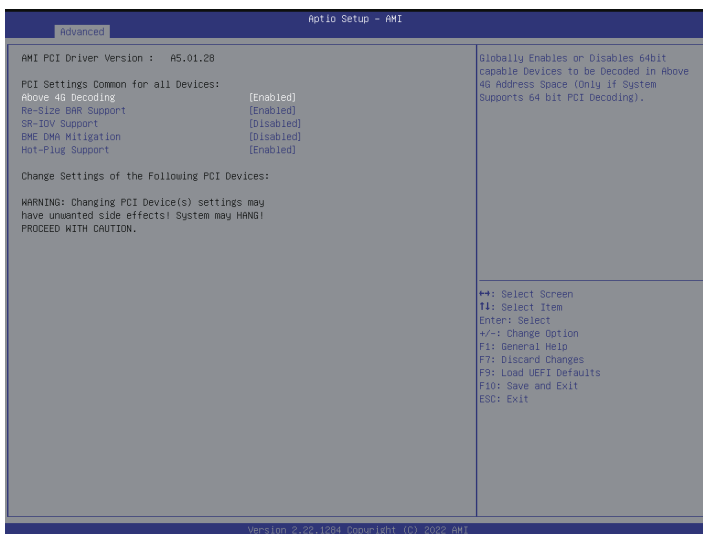 Aptio Setup – AMI
Advanced
AMI PCI Driver Version : A5.01.28
PCI Settings Common for all Devices:
Above 4G Decoding [Enabled]
Re-Size BAR Support [Enabled]
SR-IOV Support [Disabled]
BME DMA Mitigation [Disabled]
Hot-Plug Support [Enabled]
Change Settings of the Following PCI Devices:
WARNING: Changing PCI Device(s) settings may
have unwanted side effects! System may HANG!
PROCEED WITH CAUTION.
Globally Enables or Disables 64bit
capable Devices to be Decoded in Above
4G Address Space (Only if System
Supports 64 bit PCI Decoding).
↔: Select Screen
↑↓: Select Item
Enter: Select
+/-: Change Option
F1: General Help
F7: Discard Changes
F9: Load UEFI Defaults
F10: Save and Exit
ESC: Exit
Version 2.22.1284 Copyright (C) 2022 AMI